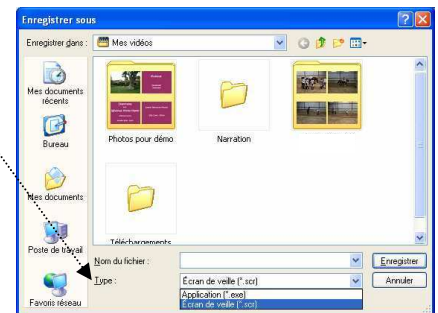 Enregistrer sous
Enregistrer dans :
Mes vidéos
Mes documents
récents
Bureau
Mes documents
Poste de travail
Favoris réseau
Photos pour démo
Narration
Téléchargements
Nom du fichier :
Enregistrer
Type :
Écran de veille (*.scr)
Annuler
Application (*.exe)
Écran de veille (*.scr)